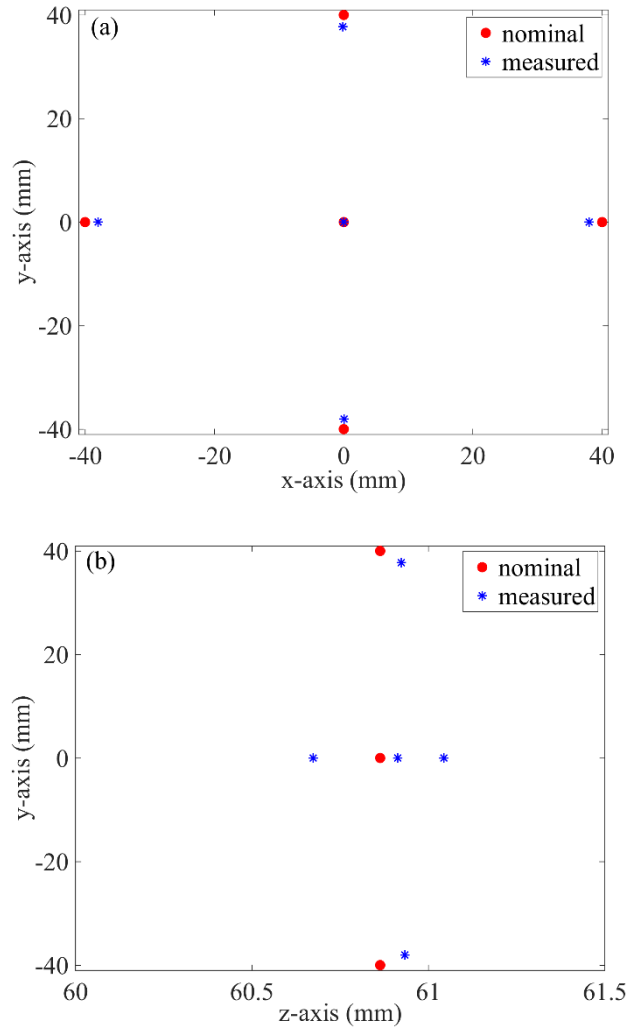 (a)
nominal
measured
40
20
0
-20
-40
y-axis (mm)
-40 -20 0 20 40
x-axis (mm)
(b)
nominal
measured
40
20
0
-20
-40
y-axis (mm)
60 60.5 61 61.5
z-axis (mm)